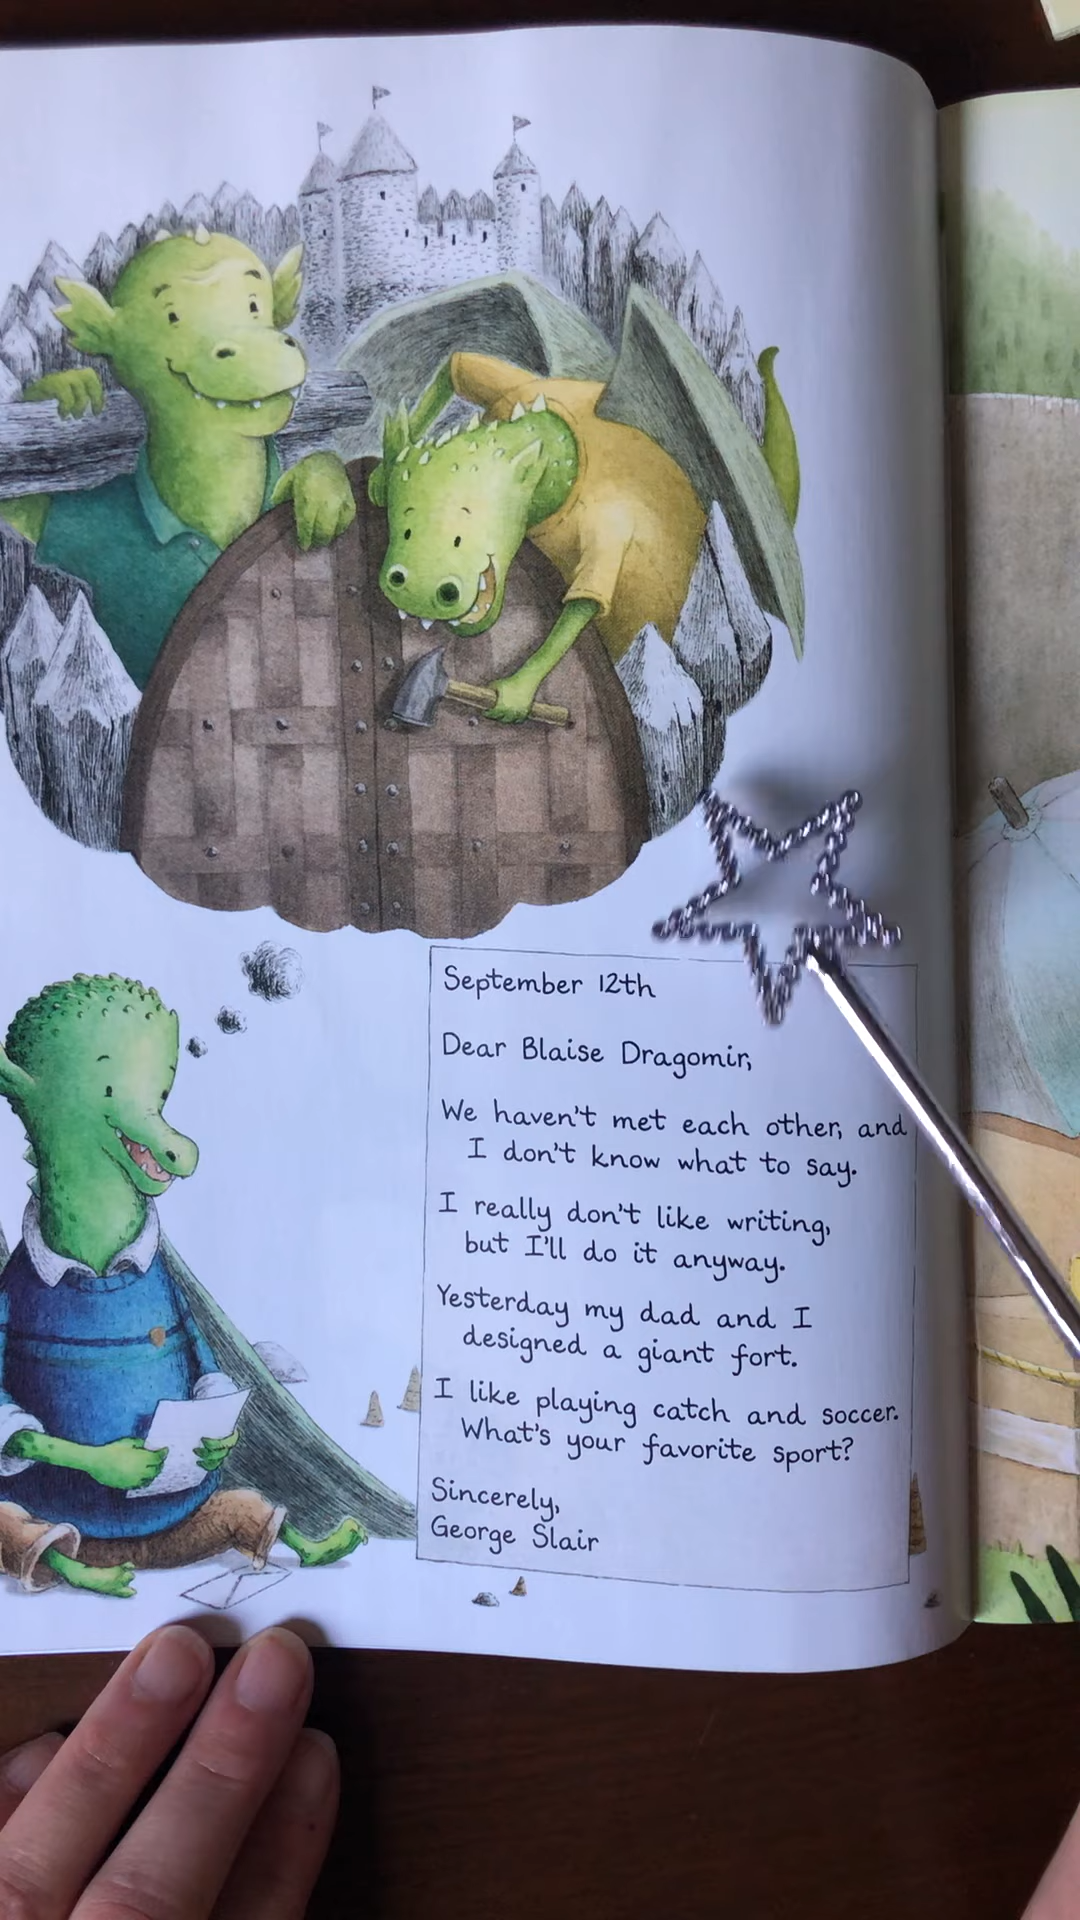 September 12th
Dear Blaise Dragomir,
We haven't met each other, and
I don't know what to say.
I really don't like writing,
but I'll do it anyway.
Yesterday my dad and I
designed a giant fort.
I like playing catch and soccer.
What's your favorite sport?
Sincerely,
George Slair